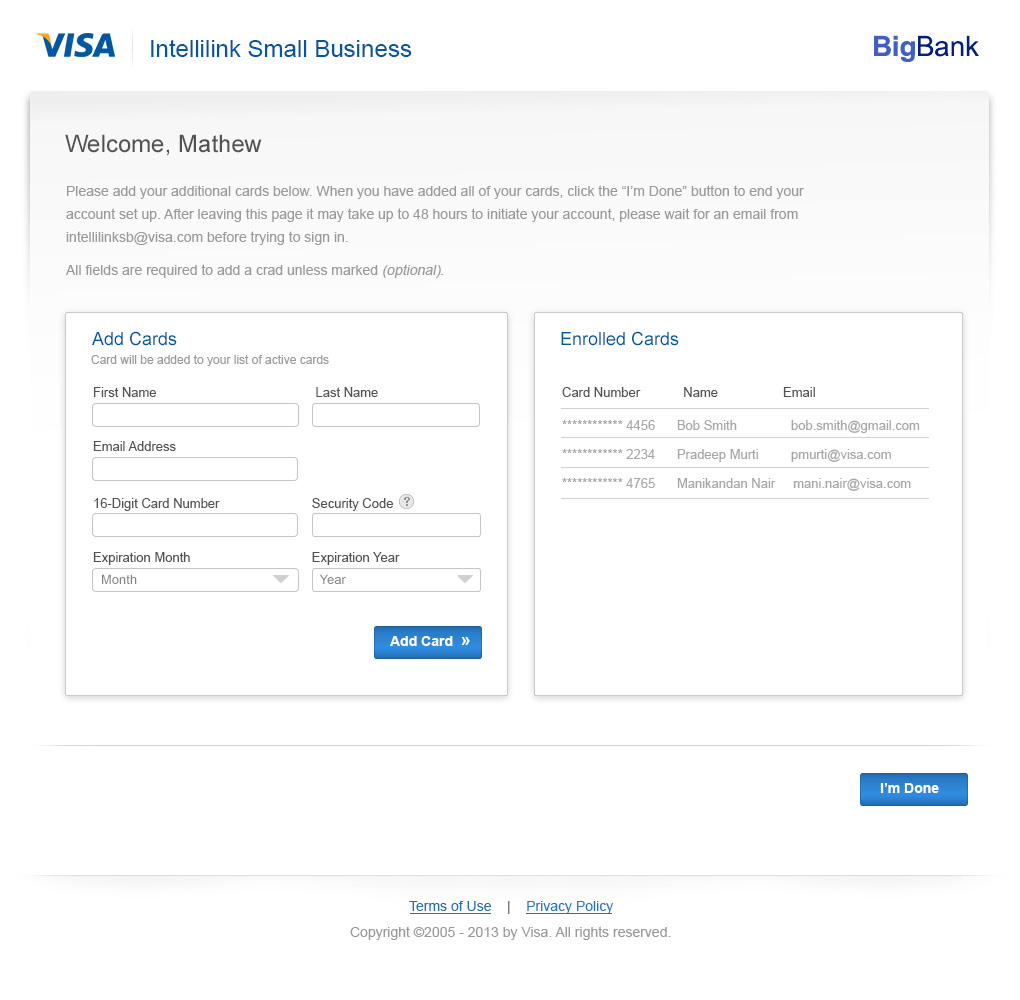 VISA
Intellilink Small Business
BigBank
Welcome, Mathew
Please add your additional cards below. When you have added all of your cards, click the “I’m Done” button to end your
account set up. After leaving this page it may take up to 48 hours to initiate your account, please wait for an email from
intellilinksb@visa.com before trying to sign in.
All fields are required to add a crad unless marked (optional).
Add Cards
Card will be added to your list of active cards
First Name Last Name
Email Address
16-Digit Card Number Security Code ?
Expiration Month Expiration Year
Month Year
Add Card »
Enrolled Cards
Card Number Name Email
************ 4456 Bob Smith bob.smith@gmail.com
************ 2234 Pradeep Murti pmurti@visa.com
************ 4765 Manikandan Nair mani.nair@visa.com
I’m Done
Terms of Use | Privacy Policy
Copyright ©2005 - 2013 by Visa. All rights reserved.